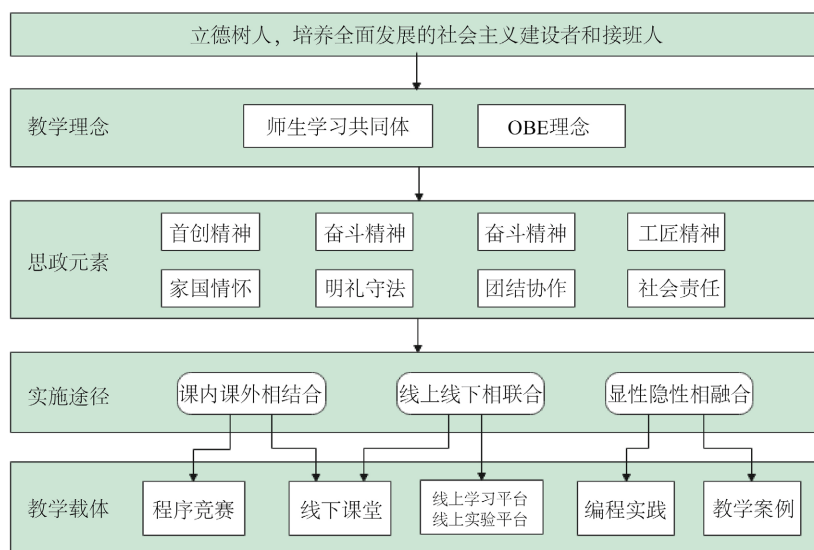 立德树人，培养全面发展的社会主义建设者和接班人
教学理念
师生学习共同体
OBE理念
思政元素
首创精神
奋斗精神
奋斗精神
工匠精神
家国情怀
明礼守法
团结协作
社会责任
实施途径
课内课外相结合
线上线下相联合
显性隐性相融合
教学载体
程序竞赛
线下课堂
线上学习平台
线上实验平台
编程实践
教学案例